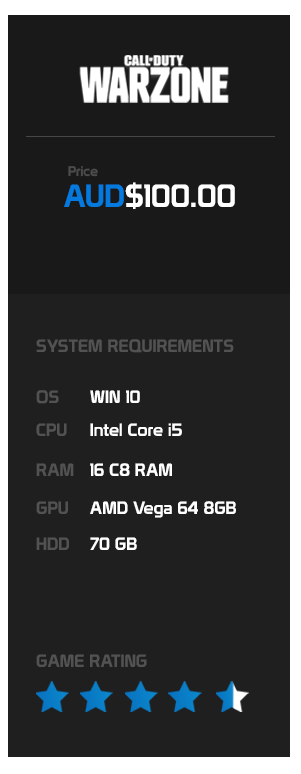 CALL OF DUTY
WARZONE
Price
AUD$100.00
SYSTEM REQUIREMENTS
OS WIN 10
CPU Intel Core i5
RAM 16 C8 RAM
GPU AMD Vega 64 8GB
HDD 70 GB
GAME RATING